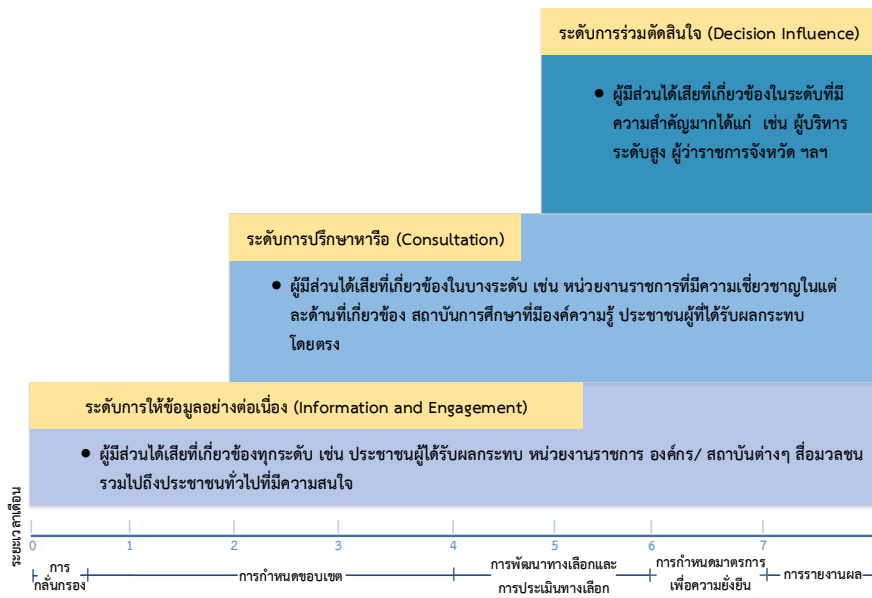 ระดับการร่วมตัดสินใจ (Decision Influence)
● ผู้มีส่วนได้เสียที่เกี่ยวข้องในระดับที่มี
ความสำคัญมากได้แก่ เช่น ผู้บริหาร
ระดับสูง ผู้ว่าราชการจังหวัด ฯลฯ
ระดับการปรึกษาหารือ (Consultation)
● ผู้มีส่วนได้เสียที่เกี่ยวข้องในบางระดับ เช่น หน่วยงานราชการที่มีความเชี่ยวชาญในแต่
ละด้านที่เกี่ยวข้อง สถาบันการศึกษาที่มีองค์ความรู้ ประชาชนผู้ที่ได้รับผลกระทบ
โดยตรง
ระดับการให้ข้อมูลอย่างต่อเนื่อง (Information and Engagement)
● ผู้มีส่วนได้เสียที่เกี่ยวข้องทุกระดับ เช่น ประชาชนผู้ได้รับผลกระทบ หน่วยงานราชการ องค์กร/ สถาบันต่างๆ สื่อมวลชน
รวมไปถึงประชาชนทั่วไปที่มีความสนใจ
ระยะเวลาเดือน
0 1 2 3 4 5 6 7
การ
กลั่นกรอง
การกำหนดขอบเขต
การพัฒนาทางเลือกและ
การประเมินทางเลือก
การกำหนดมาตรการ
เพื่อความยั่งยืน
การรายงานผล